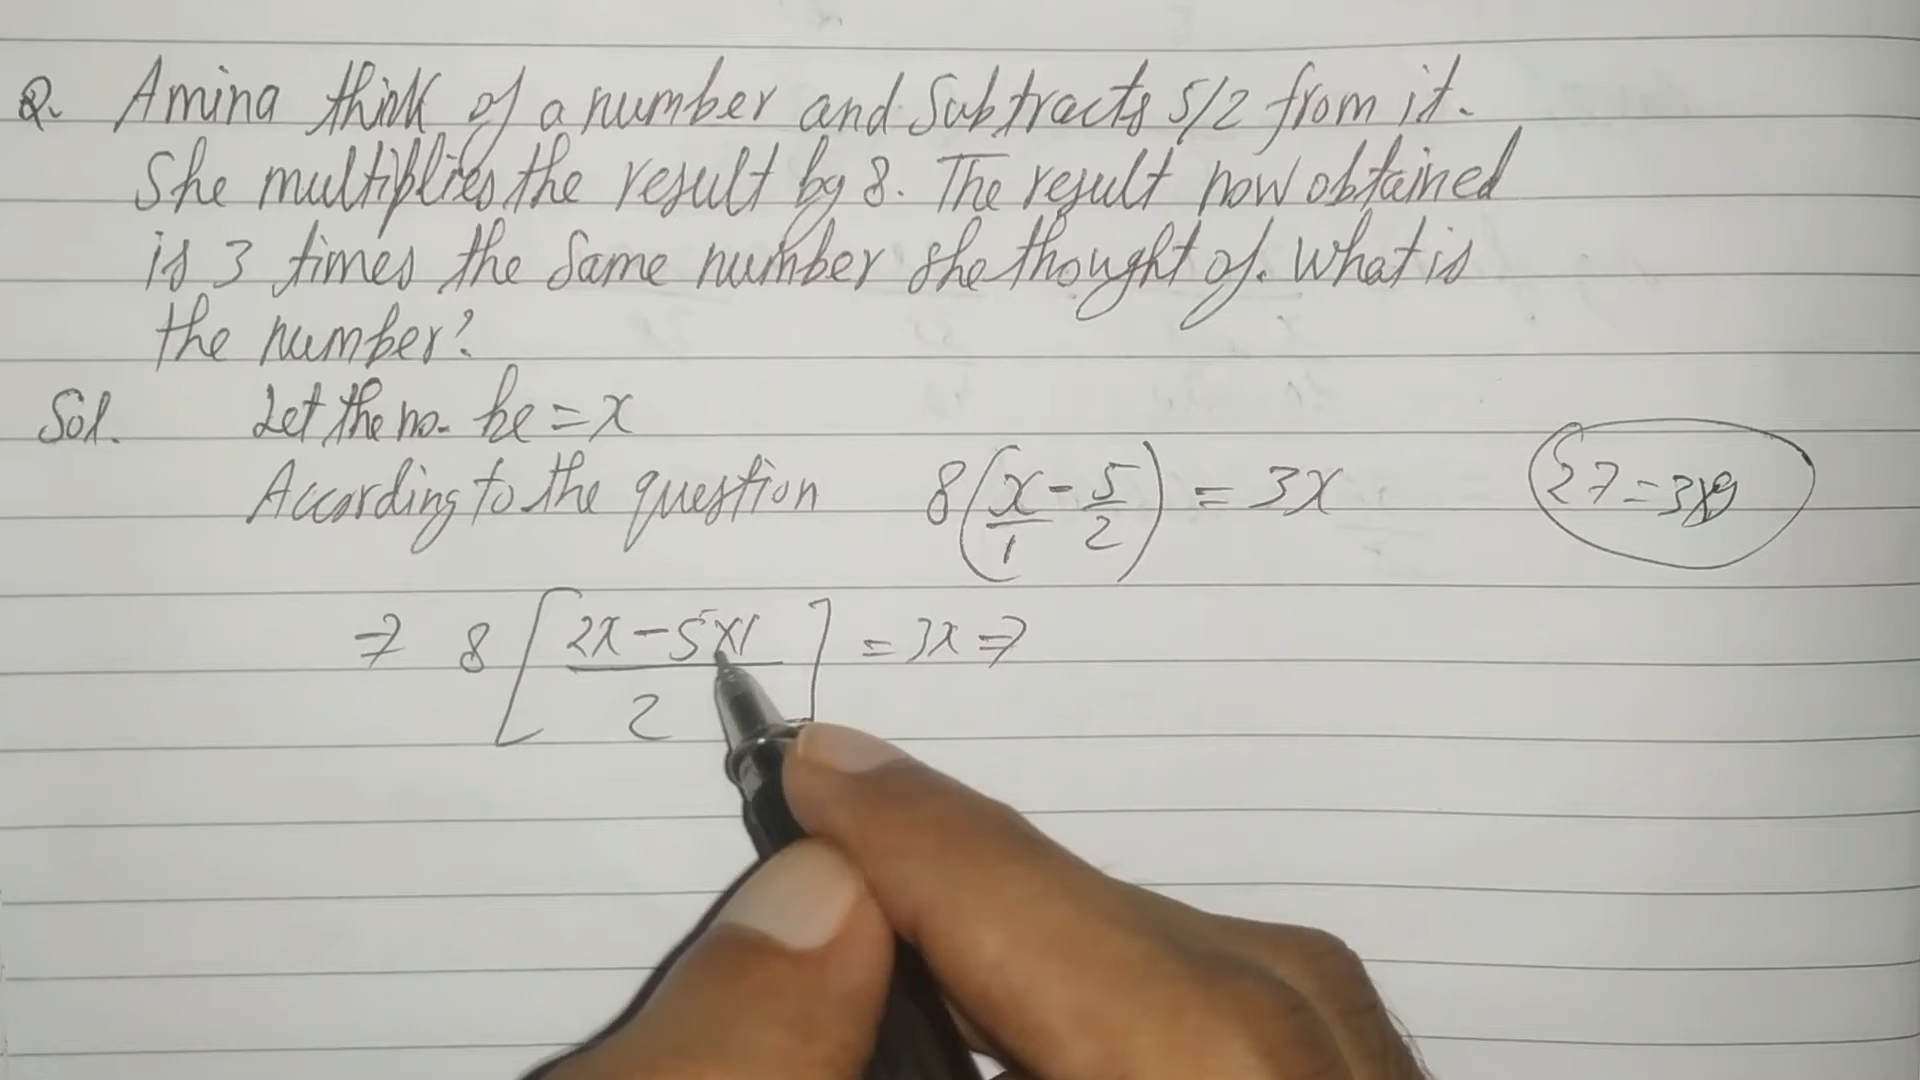 Q. Amina think of a number and Subtracts 5/2 from it.
She multiplies the result by 8. The result now obtained
is 3 times the same number she thought of. What is
the number?
Sol. Let the no. be = x
According to the question 8(x/1 - 5/2) = 3x
27 = 3×9
⇒ 8[(2x - 5×1)/2] = 3x ⇒